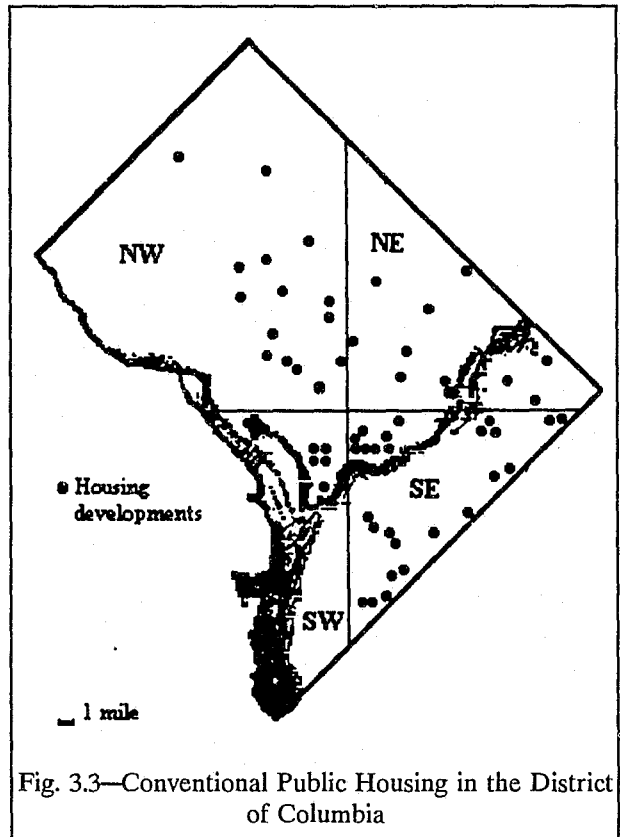 NW
NE
Housing
developments
SE
SW
1 mile
Fig. 3.3—Conventional Public Housing in the District
of Columbia